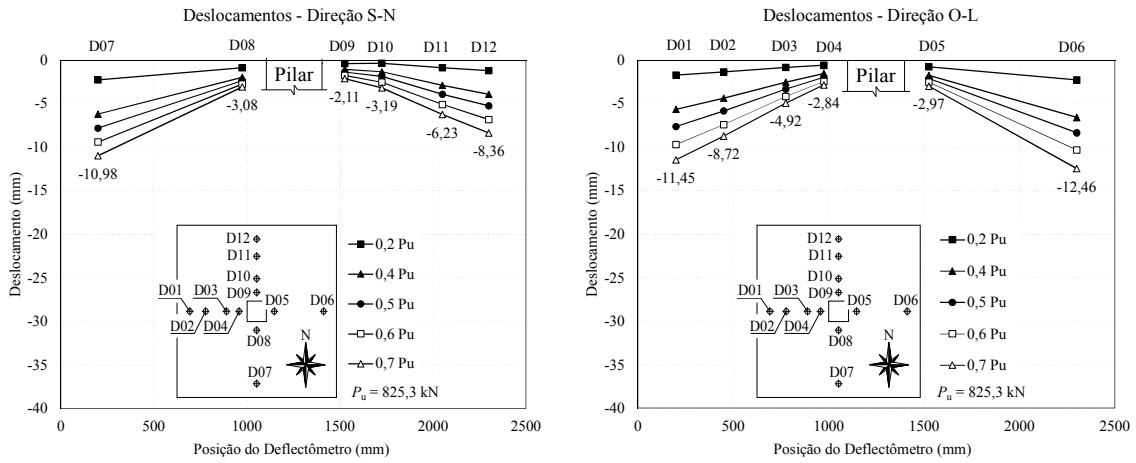 Deslocamentos - Direção S-N
D07 D08 D09 D10 D11 D12
0
Pilar
-5
-10
-15
-20
-25
-30
-35
-40
-3,08
-2,11
-3,19
-6,23
-8,36
-10,98
Deslocamento (mm)
D12
D11
D10
D01 D03 D09
D05 D06
D02 D04
D08
N
D07
0,2 Pu
0,4 Pu
0,5 Pu
0,6 Pu
0,7 Pu
Pu = 825,3 kN
0 500 1000 1500 2000 2500
Posição do Deflectômetro (mm)
Deslocamentos - Direção O-L
D01 D02 D03 D04 D05 D06
0
Pilar
-5
-10
-15
-20
-25
-30
-35
-40
-2,84
-2,97
-4,92
-8,72
-11,45
-12,46
Deslocamento (mm)
D12
D11
D10
D01 D03 D09
D05 D06
D02 D04
D08
N
D07
0,2 Pu
0,4 Pu
0,5 Pu
0,6 Pu
0,7 Pu
Pu = 825,3 kN
0 500 1000 1500 2000 2500
Posição do Deflectômetro (mm)